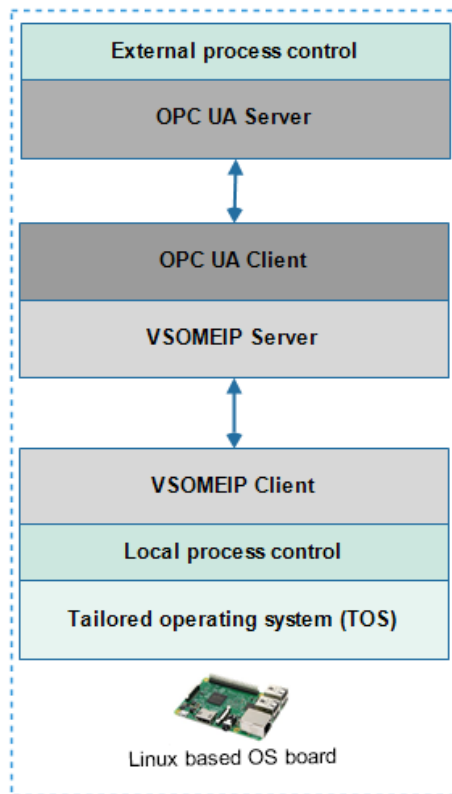 External process control
OPC UA Server
OPC UA Client
VSOMEIP Server
VSOMEIP Client
Local process control
Tailored operating system (TOS)
Linux based OS board